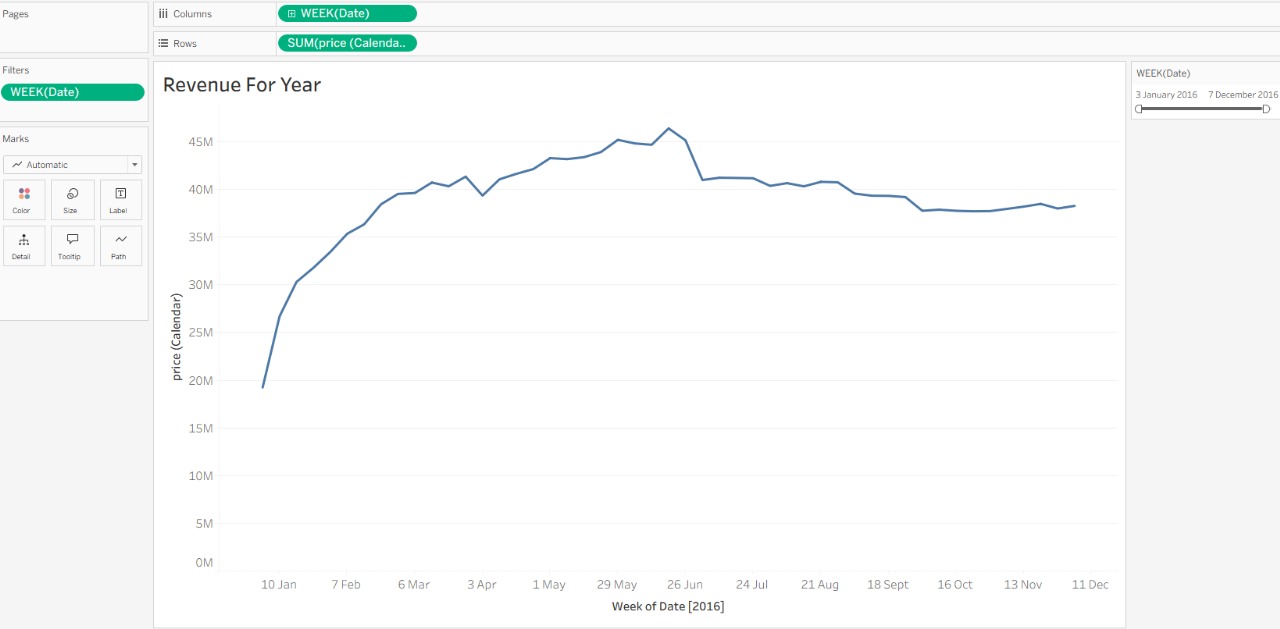 Pages
Columns
WEEK(Date)
Rows
SUM(price (Calenda..
Filters
WEEK(Date)
Marks
Automatic
Color
Size
Label
Detail
Tooltip
Path
Revenue For Year
price (Calendar)
45M
40M
35M
30M
25M
20M
15M
10M
5M
0M
10 Jan
7 Feb
6 Mar
3 Apr
1 May
29 May
26 Jun
24 Jul
21 Aug
18 Sept
16 Oct
13 Nov
11 Dec
Week of Date [2016]
WEEK(Date)
3 January 2016
7 December 2016